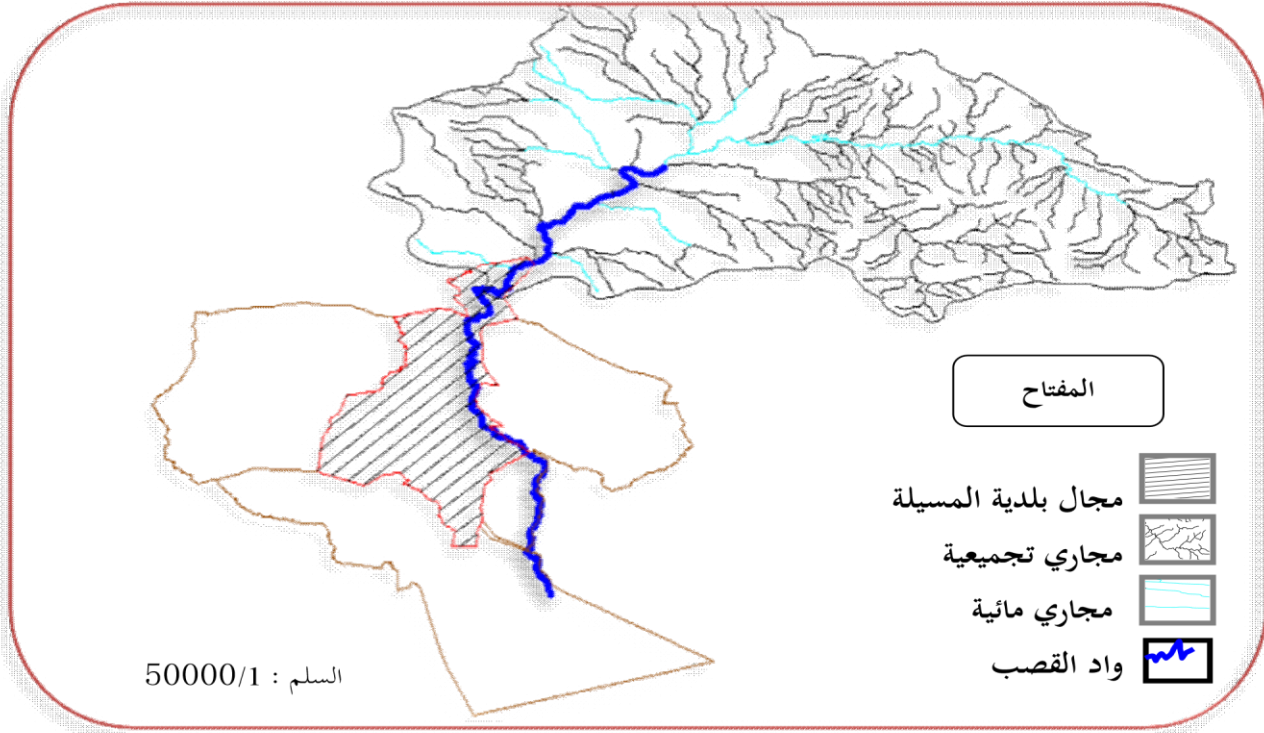 المفتاح
مجال بلدية المسيلة
مجاري تجميعية
مجاري مائية
واد القصب
السلم : 50000/1